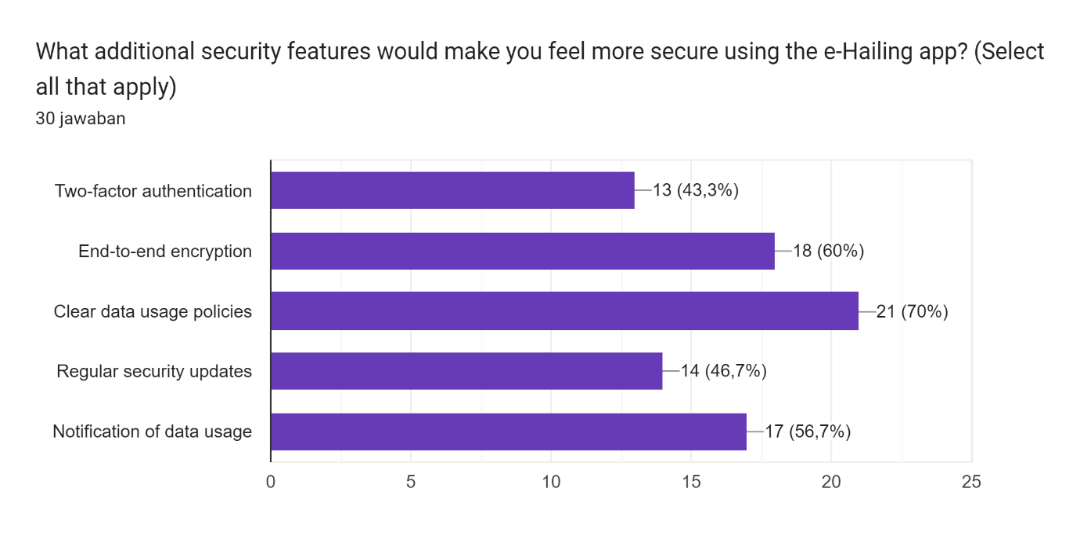 What additional security features would make you feel more secure using the e-Hailing app? (Select
all that apply)
30 jawaban
Two-factor authentication
13 (43,3%)
End-to-end encryption
18 (60%)
Clear data usage policies
21 (70%)
Regular security updates
14 (46,7%)
Notification of data usage
17 (56,7%)
0 5 10 15 20 25